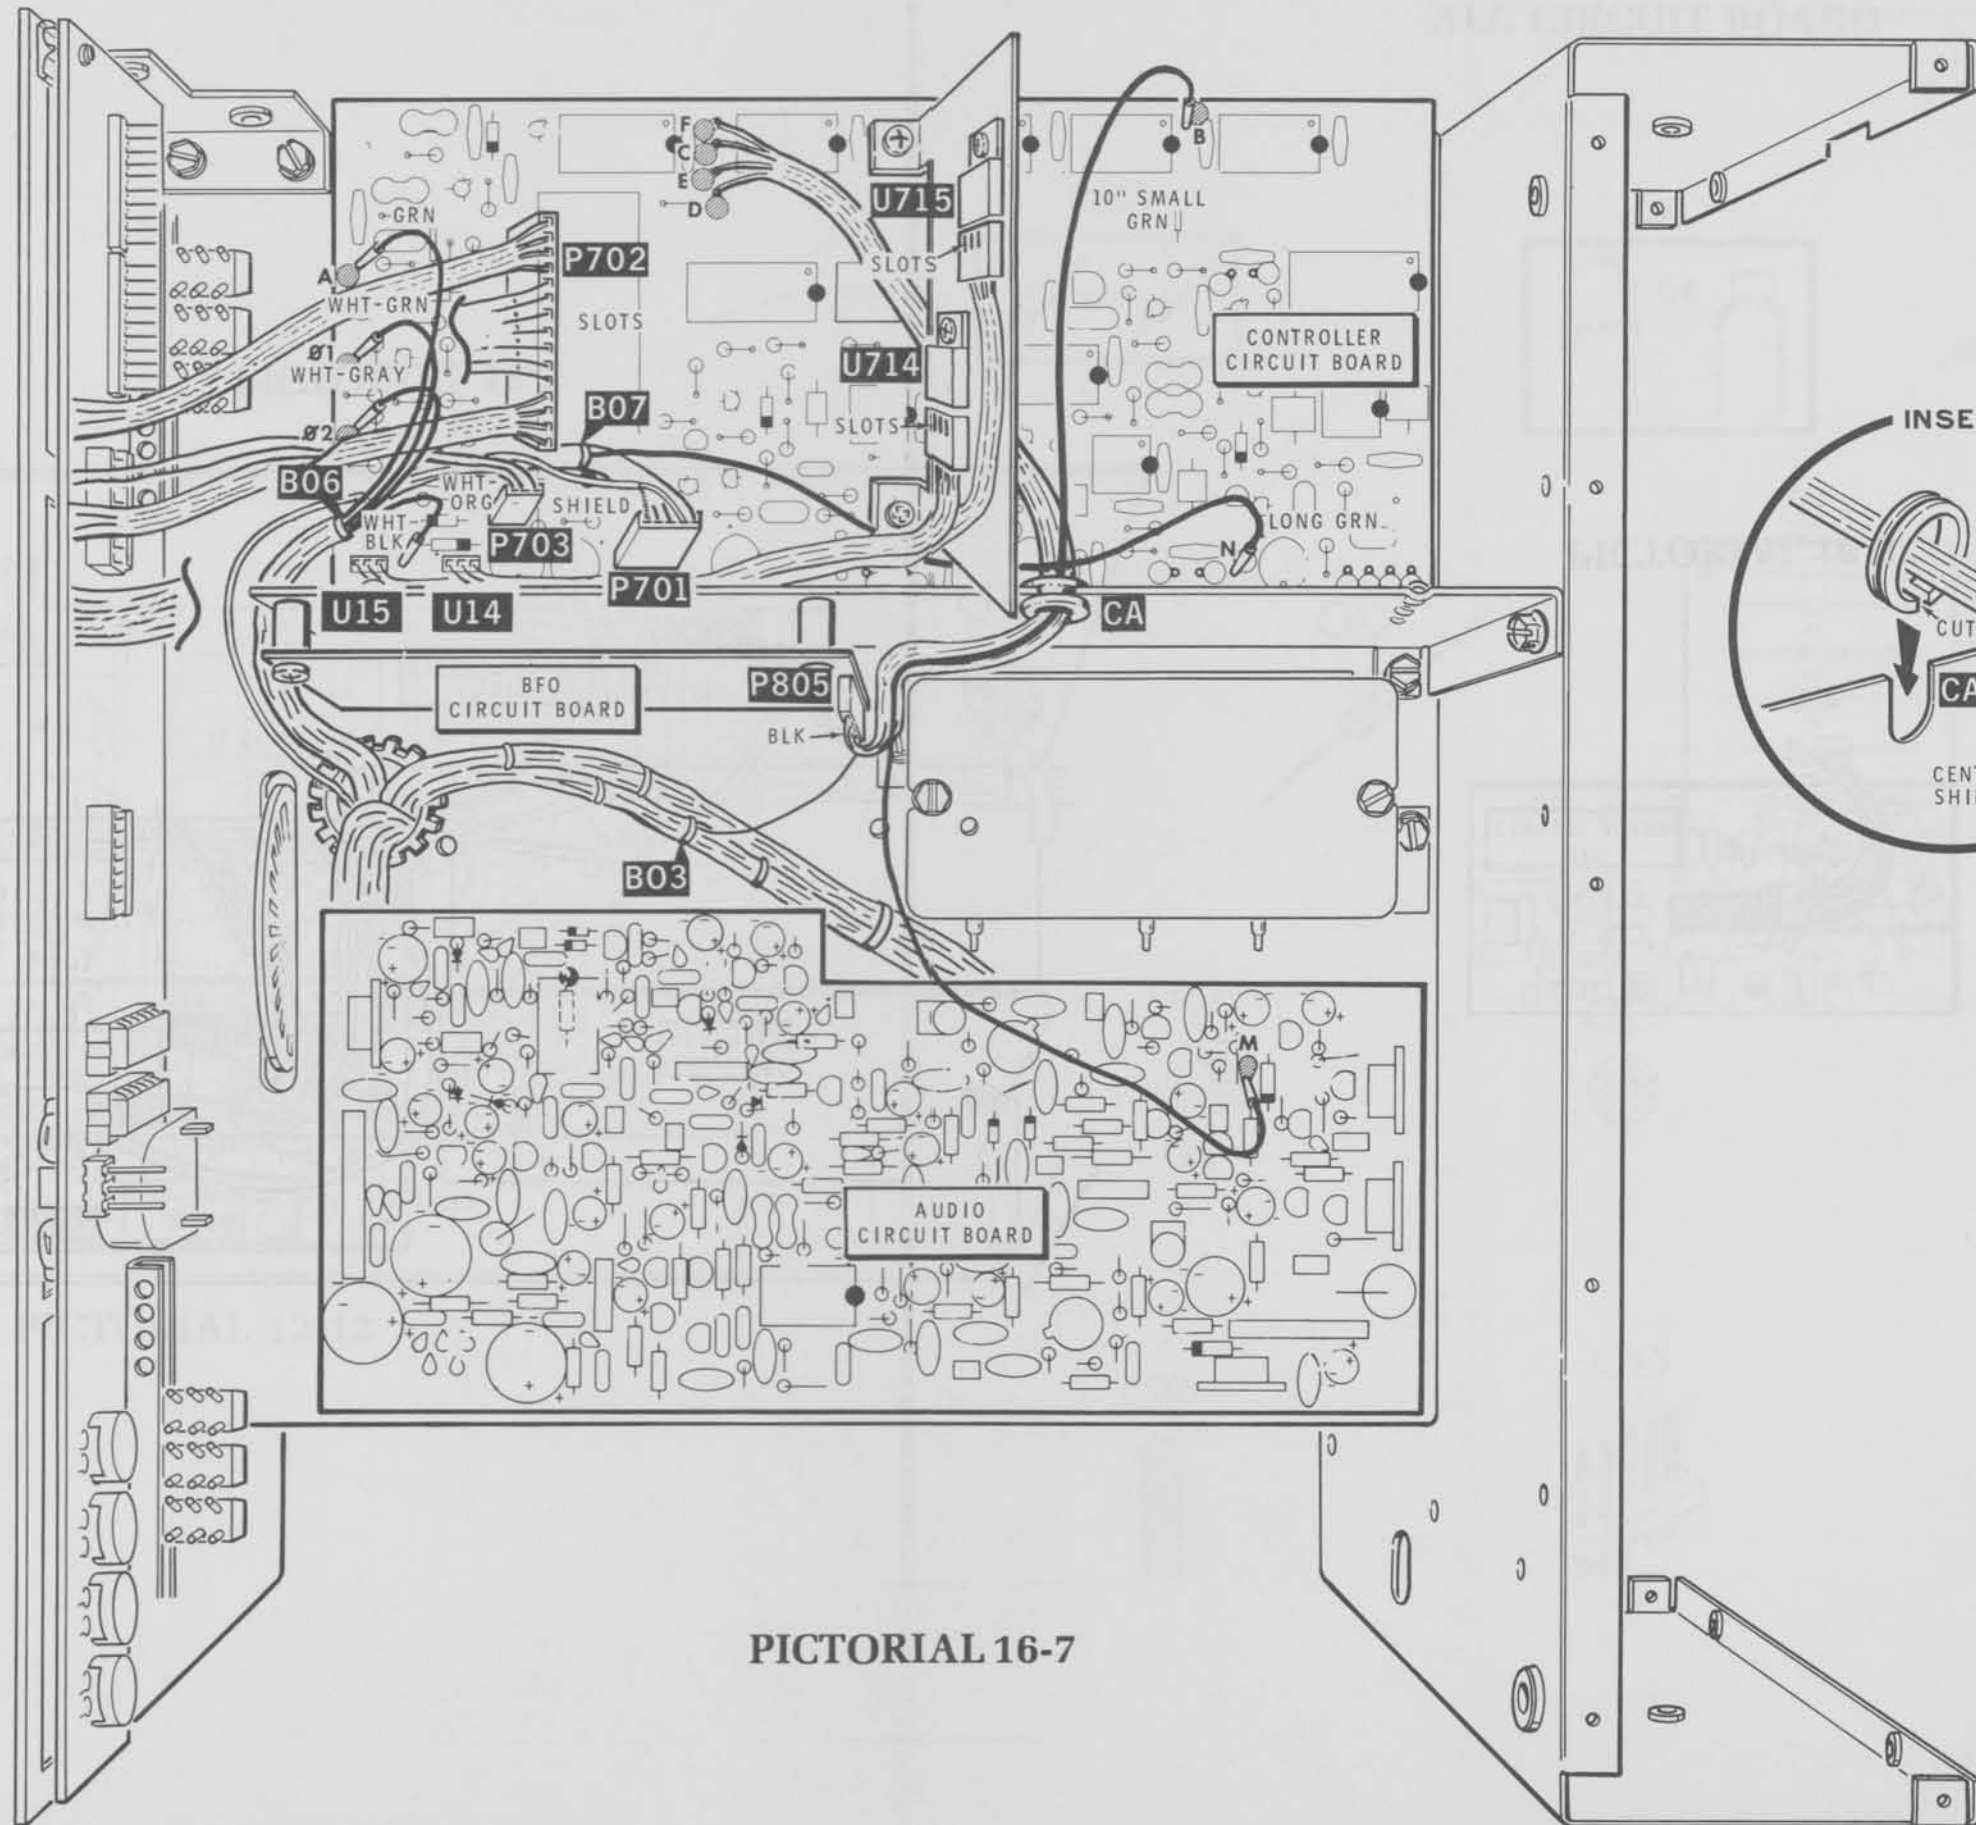 F
C
E
D
U715
B
10" SMALL
GRN
GRN
A
P702
SLOTS
WHT-GRN
SLOTS
CONTROLLER
CIRCUIT BOARD
Ø1
WHT-GRAY
U714
B07
SLOTS
Ø2
B06
WHT-
ORG
SHIELD
WHT-
BLK
P703
LONG GRN
N
P701
U15
U14
CA
INSE
CUT
CA
CENT
SHI
BFO
CIRCUIT BOARD
P805
BLK
B03
M
AUDIO
CIRCUIT BOARD
PICTORIAL 16-7